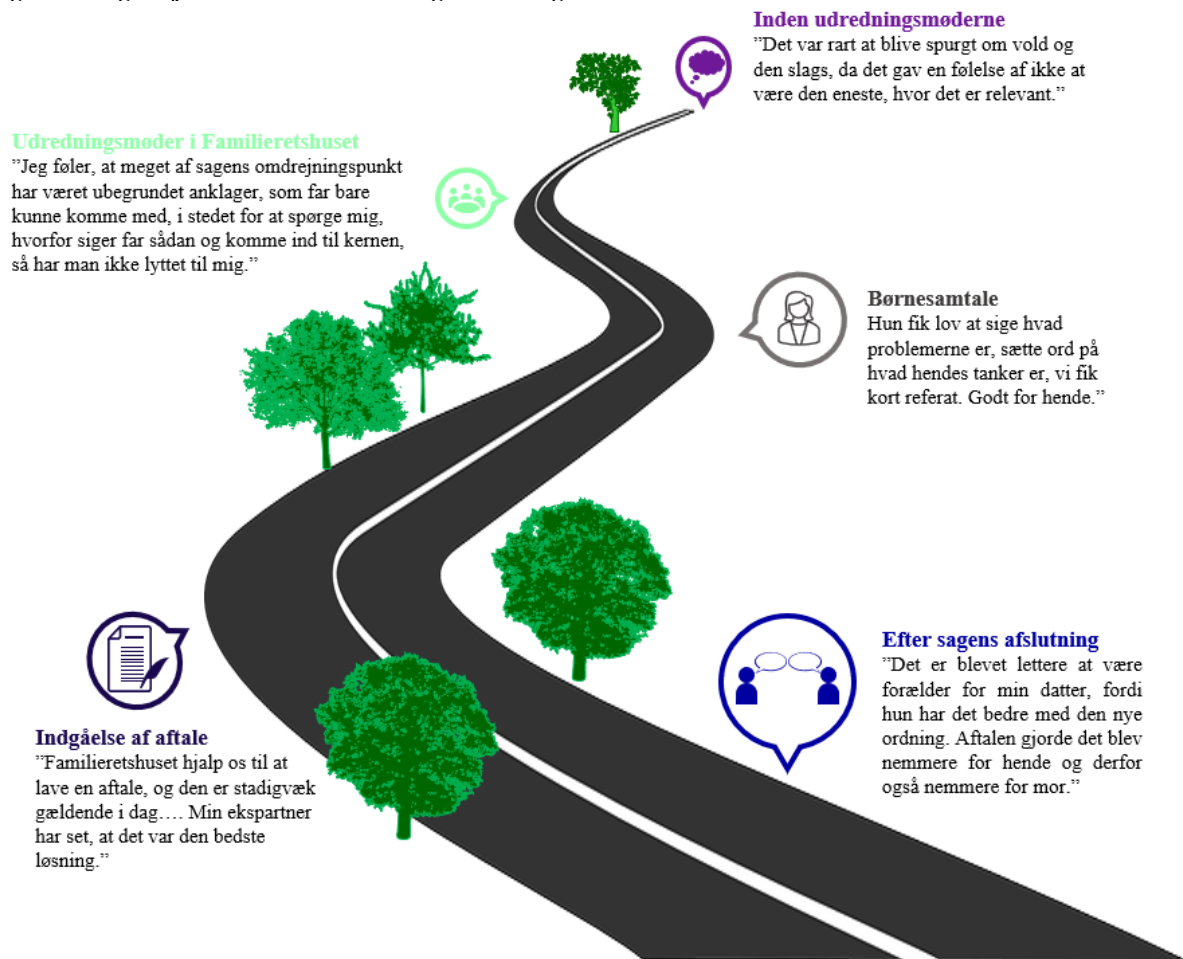 Inden udredningsmøderne
”Det var rart at blive spurgt om vold og
den slags, da det gav en følelse af ikke at
være den eneste, hvor det er relevant.”
Udredningsmøder i Familieretshuset
”Jeg føler, at meget af sagens omdrejningspunkt
har været ubegrundet anklager, som far bare
kunne komme med, i stedet for at spørge mig,
hvorfor siger far sådan og komme ind til kernen,
så har man ikke lyttet til mig.”
Børnesamtale
Hun fik lov at sige hvad
problemerne er, sætte ord på
hvad hendes tanker er, vi fik
kort referat. Godt for hende.”
Indgåelse af aftale
”Familieretshuset hjalp os til at
lave en aftale, og den er stadigvæk
gældende i dag…. Min ekspartner
har set, at det var den bedste
løsning.”
Efter sagens afslutning
”Det er blevet lettere at være
forælder for min datter, fordi
hun har det bedre med den nye
ordning. Aftalen gjorde det blev
nemmere for hende og derfor
også nemmere for mor.”